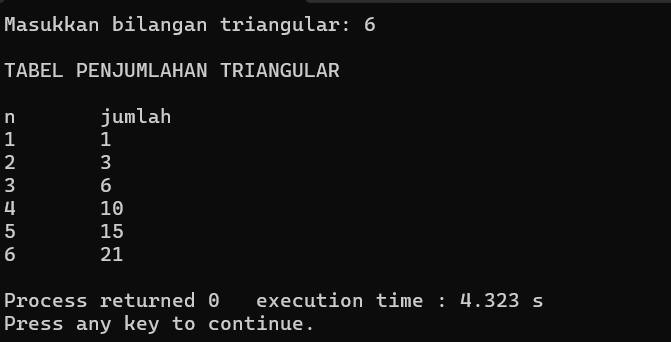 Masukkan bilangan triangular: 6
TABEL PENJUMLAHAN TRIANGULAR
n jumlah
1 1
2 3
3 6
4 10
5 15
6 21
Process returned 0 execution time : 4.323 s
Press any key to continue.